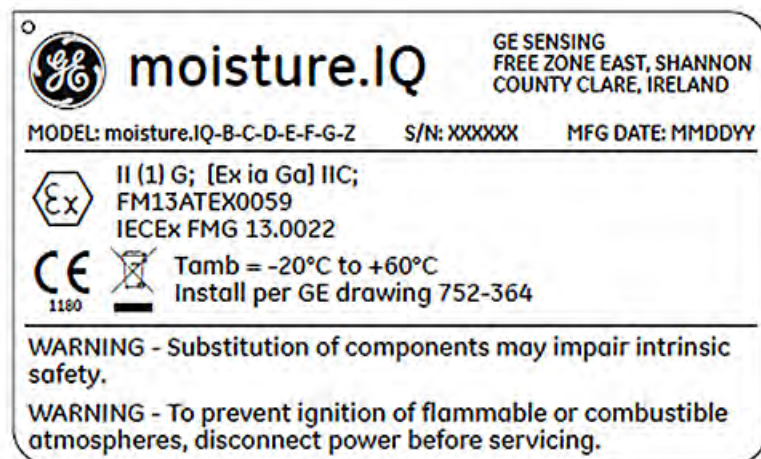 GE
moisture.IQ
GE SENSING
FREE ZONE EAST, SHANNON
COUNTY CLARE, IRELAND
MODEL: moisture.IQ-B-C-D-E-F-G-Z S/N: XXXXXX MFG DATE: MMDDYY
Ex
II (1) G; [Ex ia Ga] IIC;
FM13ATEX0059
IECEx FMG 13.0022
CE
1180
Tamb = -20°C to +60°C
Install per GE drawing 752-364
WARNING - Substitution of components may impair intrinsic
safety.
WARNING - To prevent ignition of flammable or combustible
atmospheres, disconnect power before servicing.